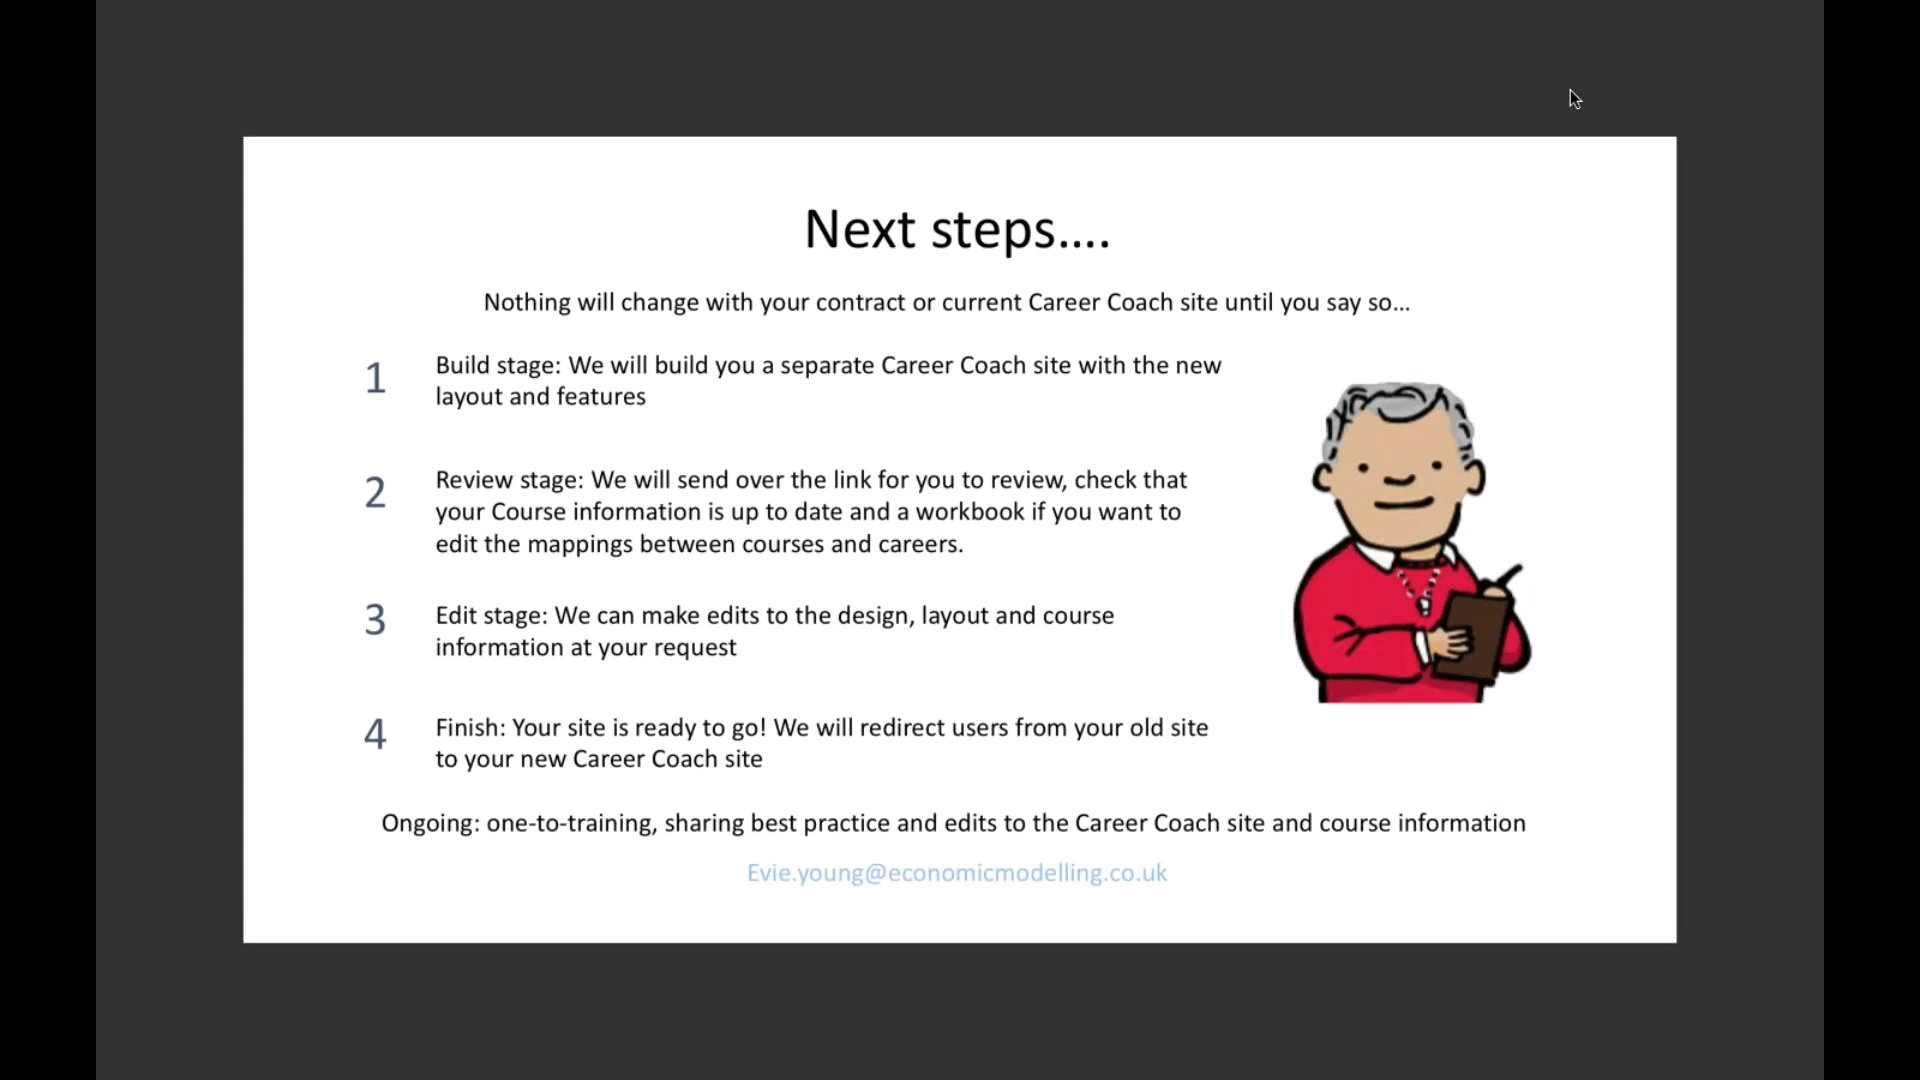 Next steps....
Nothing will change with your contract or current Career Coach site until you say so...
1
Build stage: We will build you a separate Career Coach site with the new
layout and features
2
Review stage: We will send over the link for you to review, check that
your Course information is up to date and a workbook if you want to
edit the mappings between courses and careers.
3
Edit stage: We can make edits to the design, layout and course
information at your request
4
Finish: Your site is ready to go! We will redirect users from your old site
to your new Career Coach site
Ongoing: one-to-training, sharing best practice and edits to the Career Coach site and course information
Evie.young@economicmodelling.co.uk